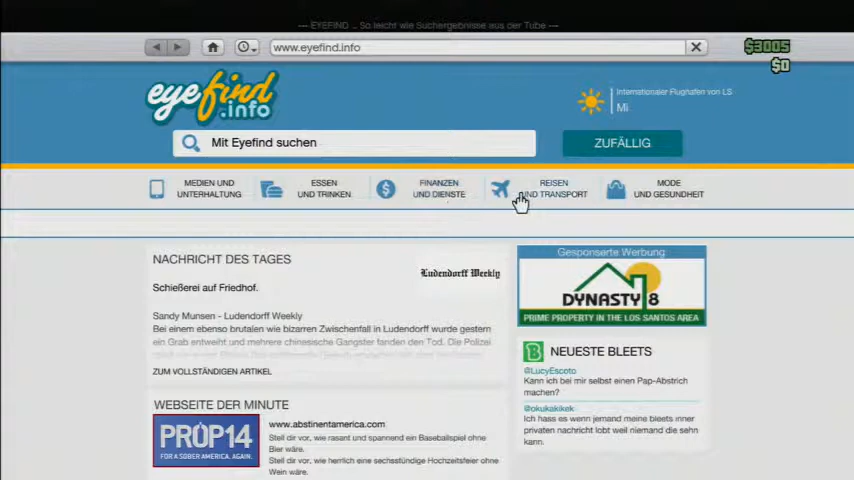 --- EYEFIND .. So leicht wie Suchergebnisse aus der Tube ---
www.eyefind.info
$3005
$0
eyefind
.info
Internationaler Flughafen von LS
Mi
Mit Eyefind suchen
ZUFÄLLIG
MEDIEN UND
UNTERHALTUNG
ESSEN
UND TRINKEN
FINANZEN
UND DIENSTE
REISEN
UND TRANSPORT
MODE
UND GESUNDHEIT
NACHRICHT DES TAGES
Ludendorff Weekly
Schießerei auf Friedhof.
Sandy Munsen - Ludendorff Weekly
Bei einem ebenso brutalen wie bizarren Zwischenfall in Ludendorff wurde gestern
ein Grab entweiht und mehrere chinesische Gangster fanden den Tod. Die Polizei
ZUM VOLLSTÄNDIGEN ARTIKEL
WEBSEITE DER MINUTE
PROP14
FOR A SOBER AMERICA. AGAIN.
www.abstinentamerica.com
Stell dir vor, wie rasant und spannend ein Baseballspiel ohne
Bier wäre.
Stell dir vor, wie herrlich eine sechsstündige Hochzeitsfeier ohne
Wein wäre.
Gesponserte Werbung:
DYNASTY 8
PRIME PROPERTY IN THE LOS SANTOS AREA
NEUESTE BLEETS
@LucyEscoto
Kann ich bei mir selbst einen Pap-Abstrich
machen?
@okukakikek
Ich hass es wenn jemand meine bleets inner
privaten nachricht lobt weil niemand die sehn
kann.